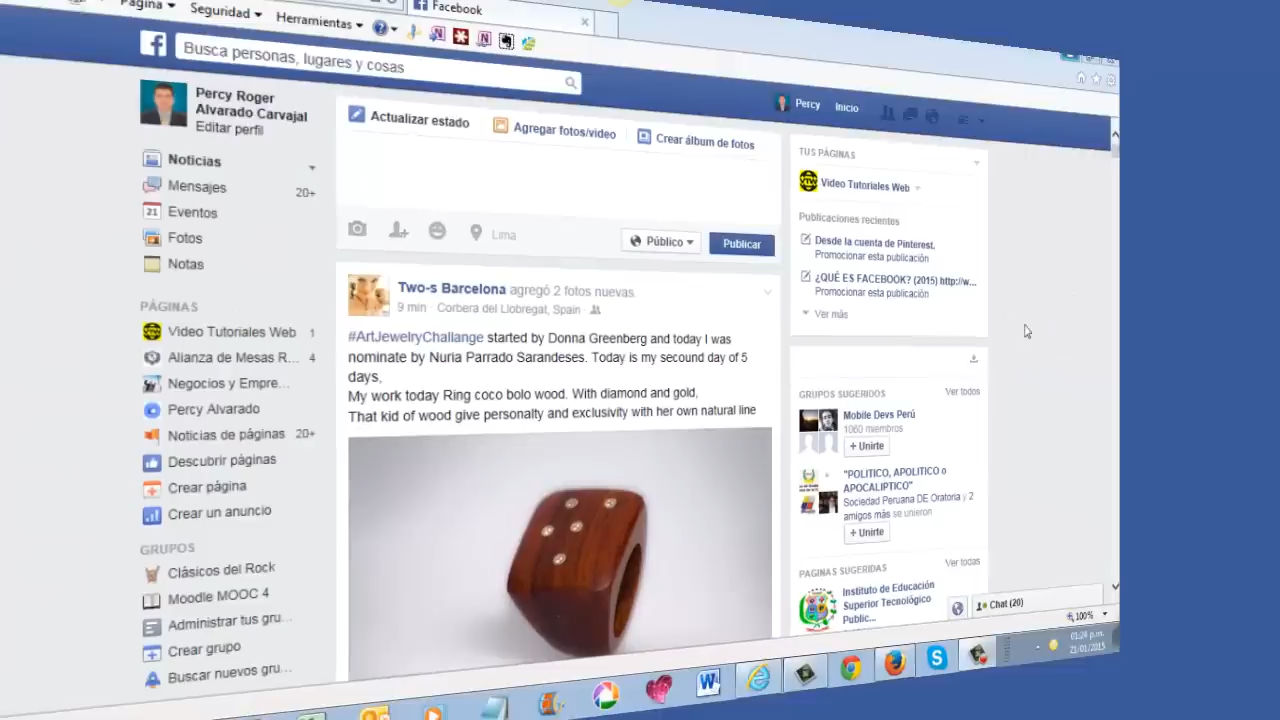 Página
Seguridad
Herramientas
Facebook
Busca personas, lugares y cosas
Percy
Inicio
Percy Roger
Alvarado Carvajal
Editar perfil
Noticias
Mensajes 20+
21
Eventos
Fotos
Notas
PÁGINAS
Video Tutoriales Web 1
Alianza de Mesas R... 4
Negocios y Empre...
Percy Alvarado
Noticias de páginas 20+
Descubrir páginas
Crear página
Crear un anuncio
GRUPOS
Clásicos del Rock
Moodle MOOC 4
Administrar tus gru...
Crear grupo
Buscar nuevos gru...
Actualizar estado
Agregar fotos/video
Crear álbum de fotos
Lima
Público
Publicar
Two-s Barcelona agregó 2 fotos nuevas.
9 min Corbera del Llobregat, Spain
#ArtJewelryChallange started by Donna Greenberg and today I was
nominate by Nuria Parrado Sarandeses. Today is my secound day of 5
days,
My work today Ring coco bolo wood. With diamond and gold,
That kid of wood give personalty and exclusivity with her own natural line
TUS PÁGINAS
VTW
Video Tutoriales Web
Publicaciones recientes
Desde la cuenta de Pinterest.
Promocionar esta publicación
¿QUÉ ES FACEBOOK? (2015) http://w...
Promocionar esta publicación
Ver más
GRUPOS SUGERIDOS
Ver todos
Mobile Devs Perú
1060 miembros
+ Unirte
"POLITICO, APOLITICO o
APOCALIPTICO"
Sociedad Peruana DE Oratoria y 2
amigos más se unieron
+ Unirte
PAGINAS SUGERIDAS
Ver todas
Instituto de Educación
Superior Tecnológico
Public...
Chat (20)
100%
01:24 p.m.
21/01/2015